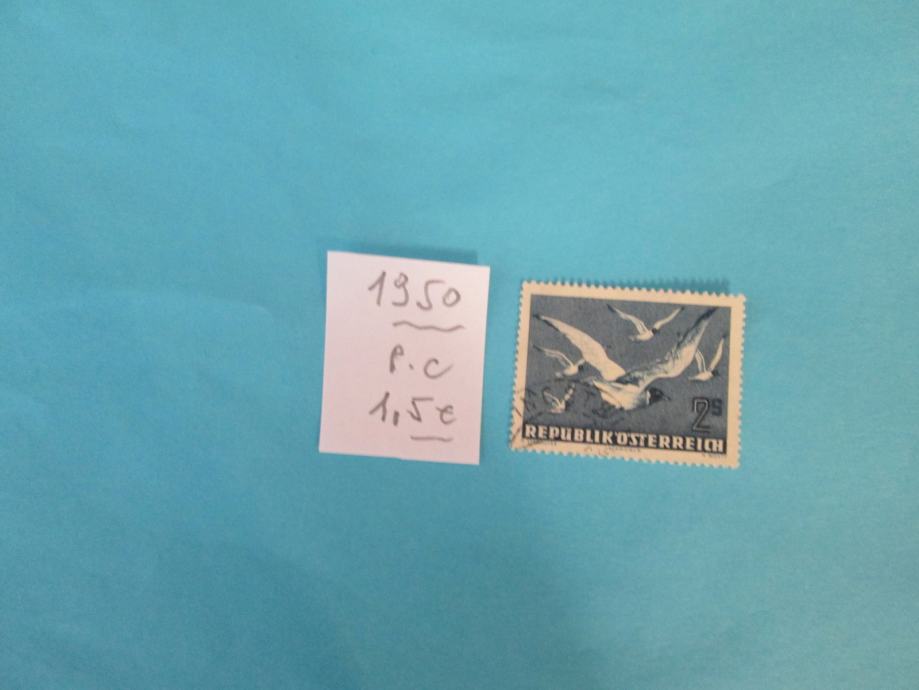 1950
P.C
1,5€
2S
REPUBLIK ÖSTERREICH